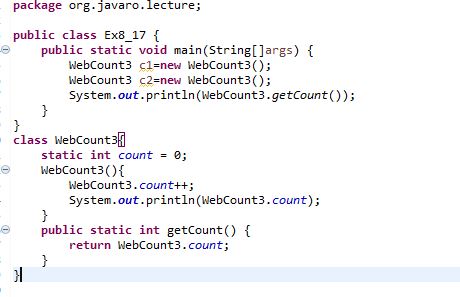 package org.javaro.lecture;
public class Ex8_17 {
public static void main(String[]args) {
WebCount3 c1=new WebCount3();
WebCount3 c2=new WebCount3();
System.out.println(WebCount3.getCount());
}
}
class WebCount3{
static int count = 0;
WebCount3(){
WebCount3.count++;
System.out.println(WebCount3.count);
}
public static int getCount() {
return WebCount3.count;
}
}